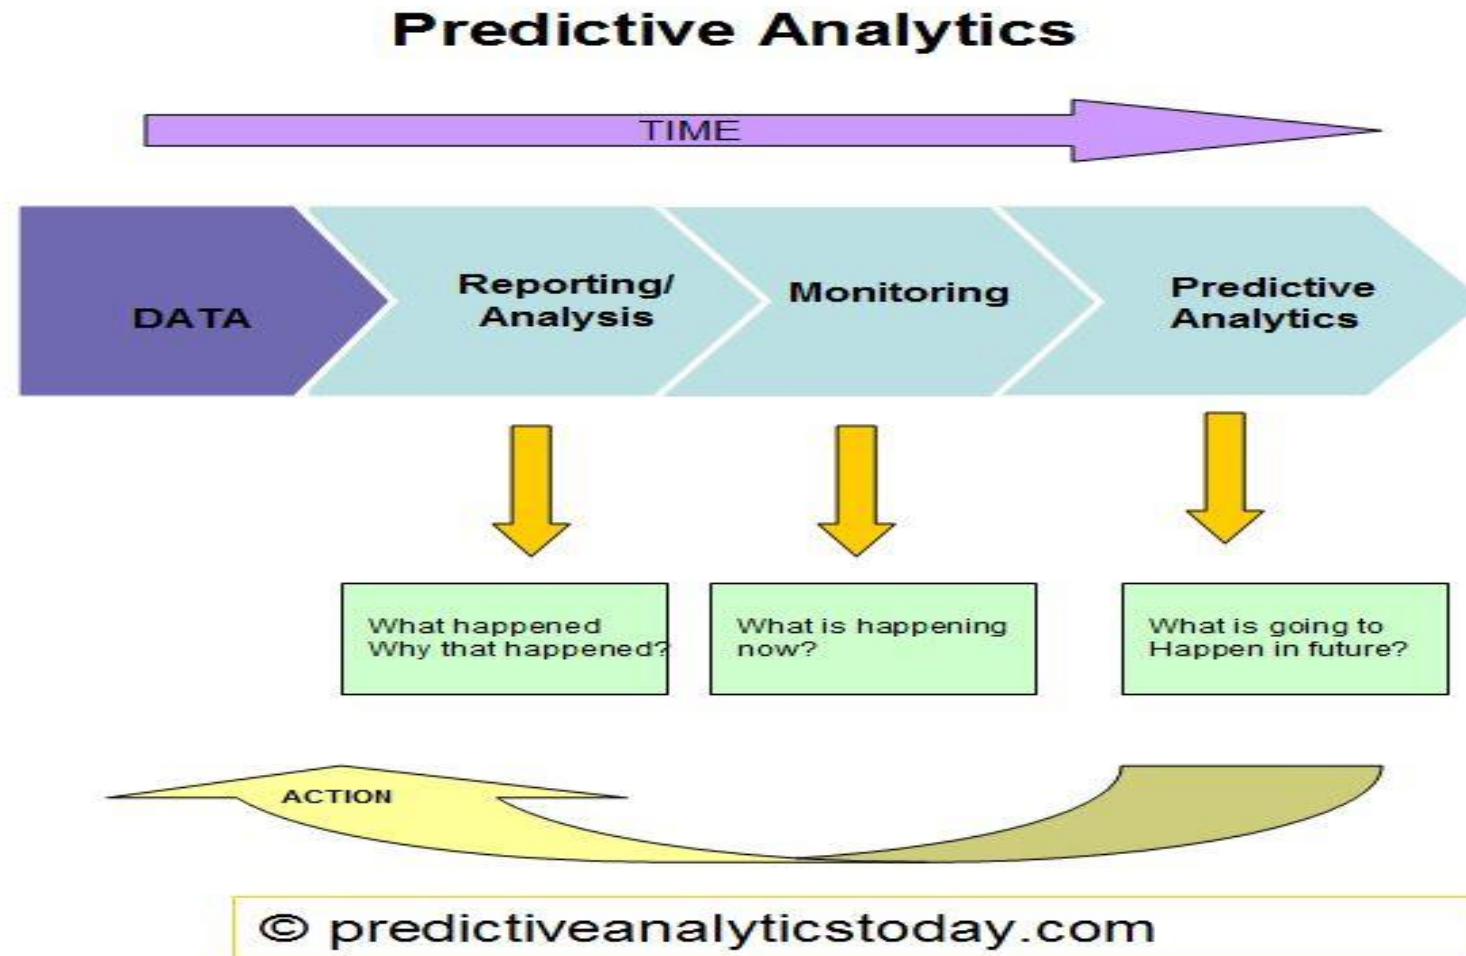 Predictive Analytics
TIME
DATA
Reporting/
Analysis
Monitoring
Predictive
Analytics
What happened
Why that happened?
What is happening
now?
What is going to
Happen in future?
ACTION
© predictiveanalyticstoday.com